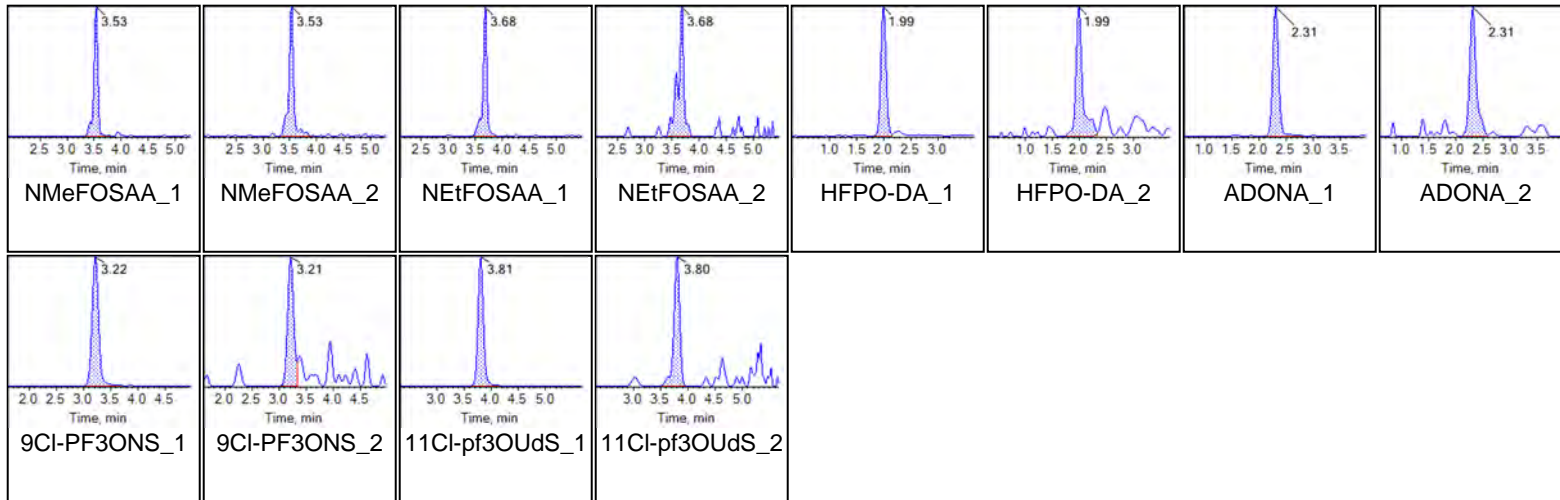 3.53
2.5 3.0 3.5 4.0 4.5 5.0
Time, min
NMeFOSAA_1
3.53
2.5 3.0 3.5 4.0 4.5 5.0
Time, min
NMeFOSAA_2
3.68
2.5 3.0 3.5 4.0 4.5 5.0
Time, min
NEtFOSAA_1
3.68
2.5 3.0 3.5 4.0 4.5 5.0
Time, min
NEtFOSAA_2
1.99
1.0 1.5 2.0 2.5 3.0
Time, min
HFPO-DA_1
1.99
1.0 1.5 2.0 2.5 3.0
Time, min
HFPO-DA_2
2.31
1.0 1.5 2.0 2.5 3.0 3.5
Time, min
ADONA_1
2.31
1.0 1.5 2.0 2.5 3.0 3.5
Time, min
ADONA_2
3.22
2.0 2.5 3.0 3.5 4.0 4.5
Time, min
9Cl-PF3ONS_1
3.21
2.0 2.5 3.0 3.5 4.0 4.5
Time, min
9Cl-PF3ONS_2
3.81
3.0 3.5 4.0 4.5 5.0
Time, min
11Cl-pf3OUdS_1
3.80
3.0 3.5 4.0 4.5 5.0
Time, min
11Cl-pf3OUdS_2